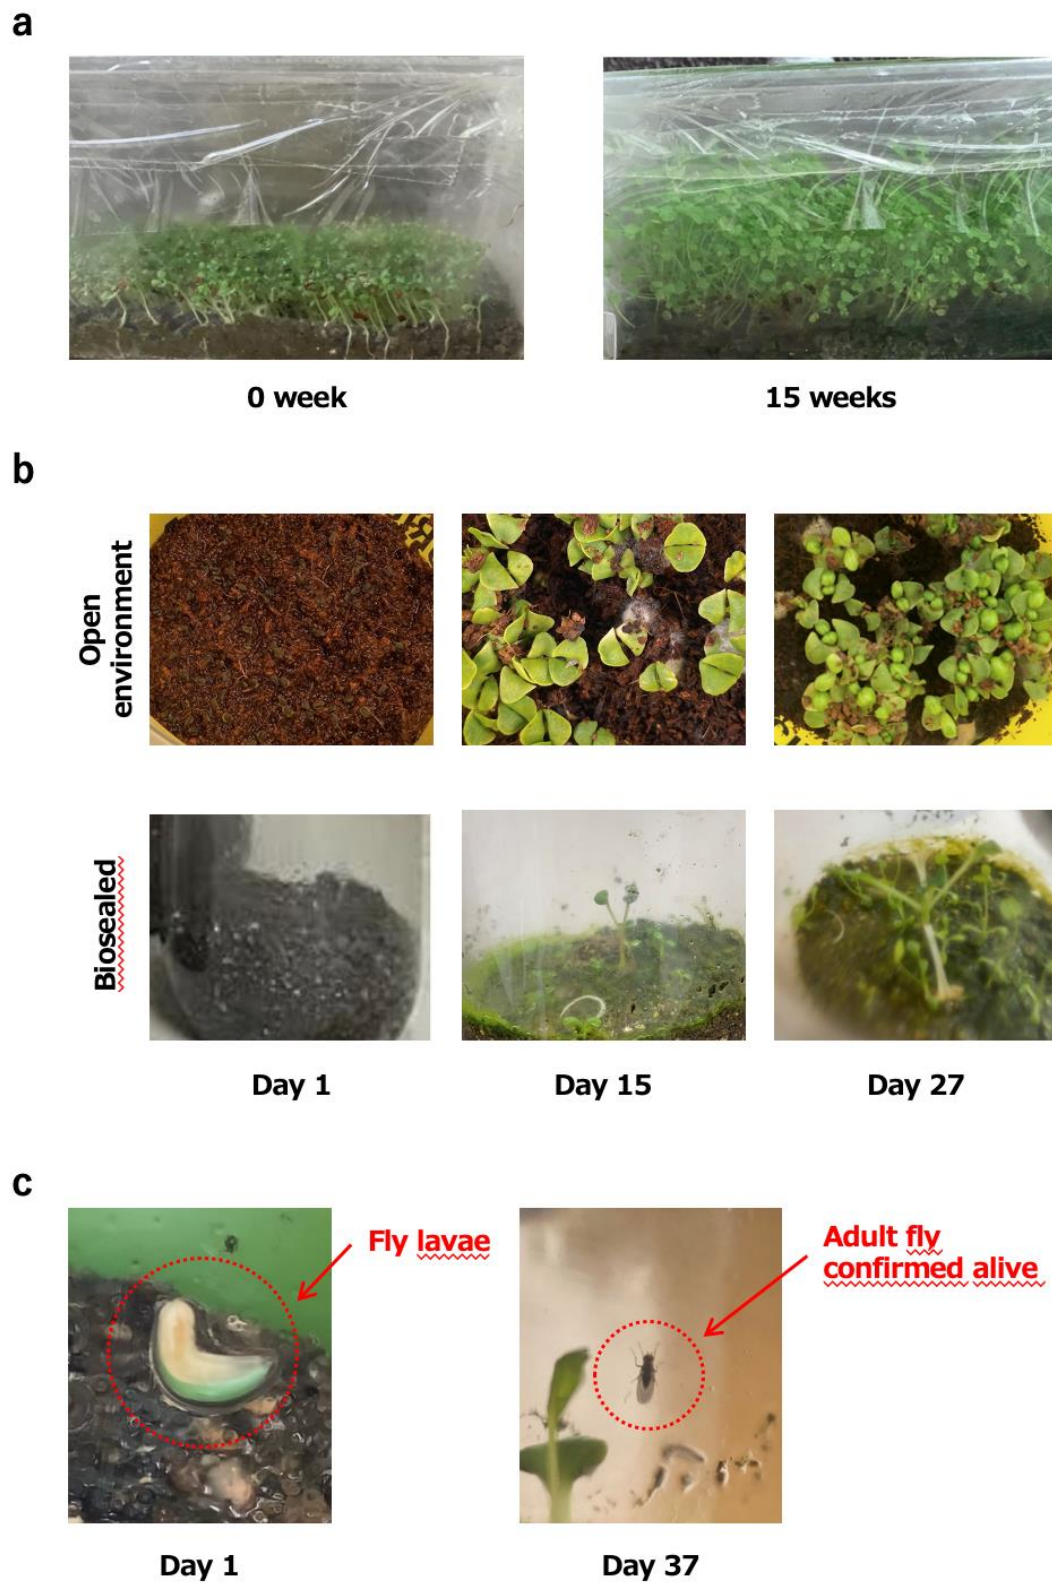 a
0 week
15 weeks
b
Open
environment
Biosealed
Day 1
Day 15
Day 27
c
Fly lavae
Adult fly
confirmed alive
Day 1
Day 37